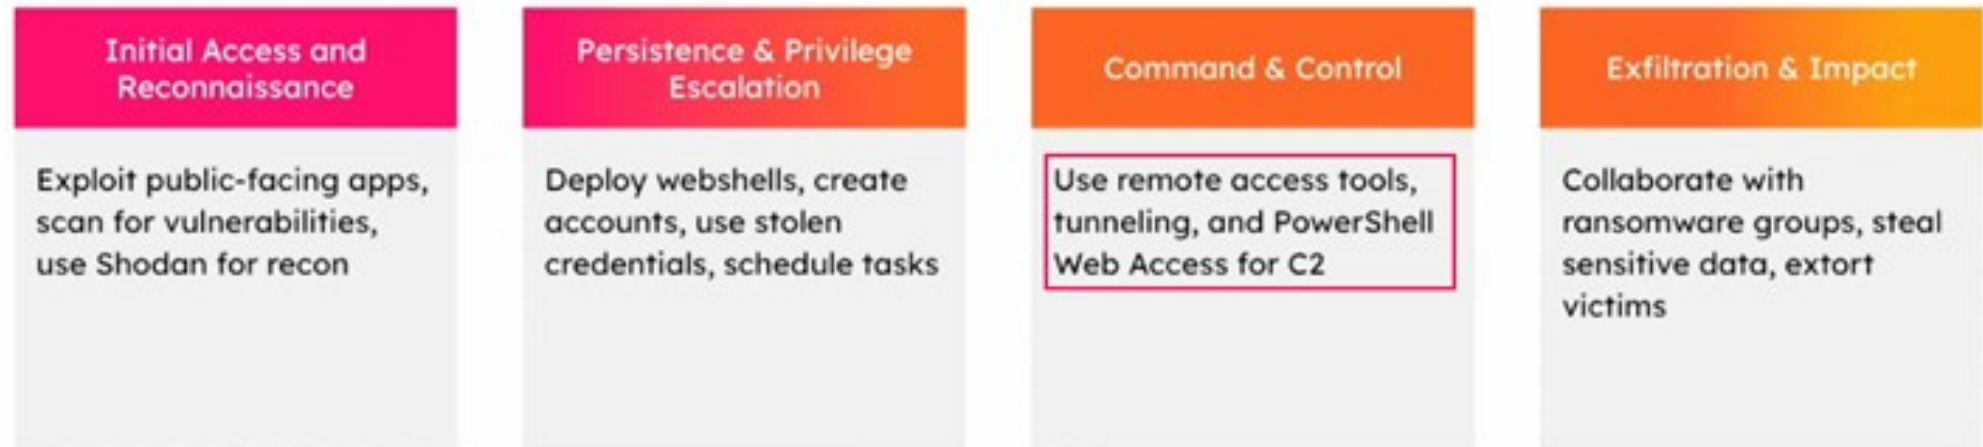 Initial Access and
Reconnaissance
Exploit public-facing apps,
scan for vulnerabilities,
use Shodan for recon
Persistence & Privilege
Escalation
Deploy webshells, create
accounts, use stolen
credentials, schedule tasks
Command & Control
Use remote access tools,
tunneling, and PowerShell
Web Access for C2
Exfiltration & Impact
Collaborate with
ransomware groups, steal
sensitive data, extort
victims